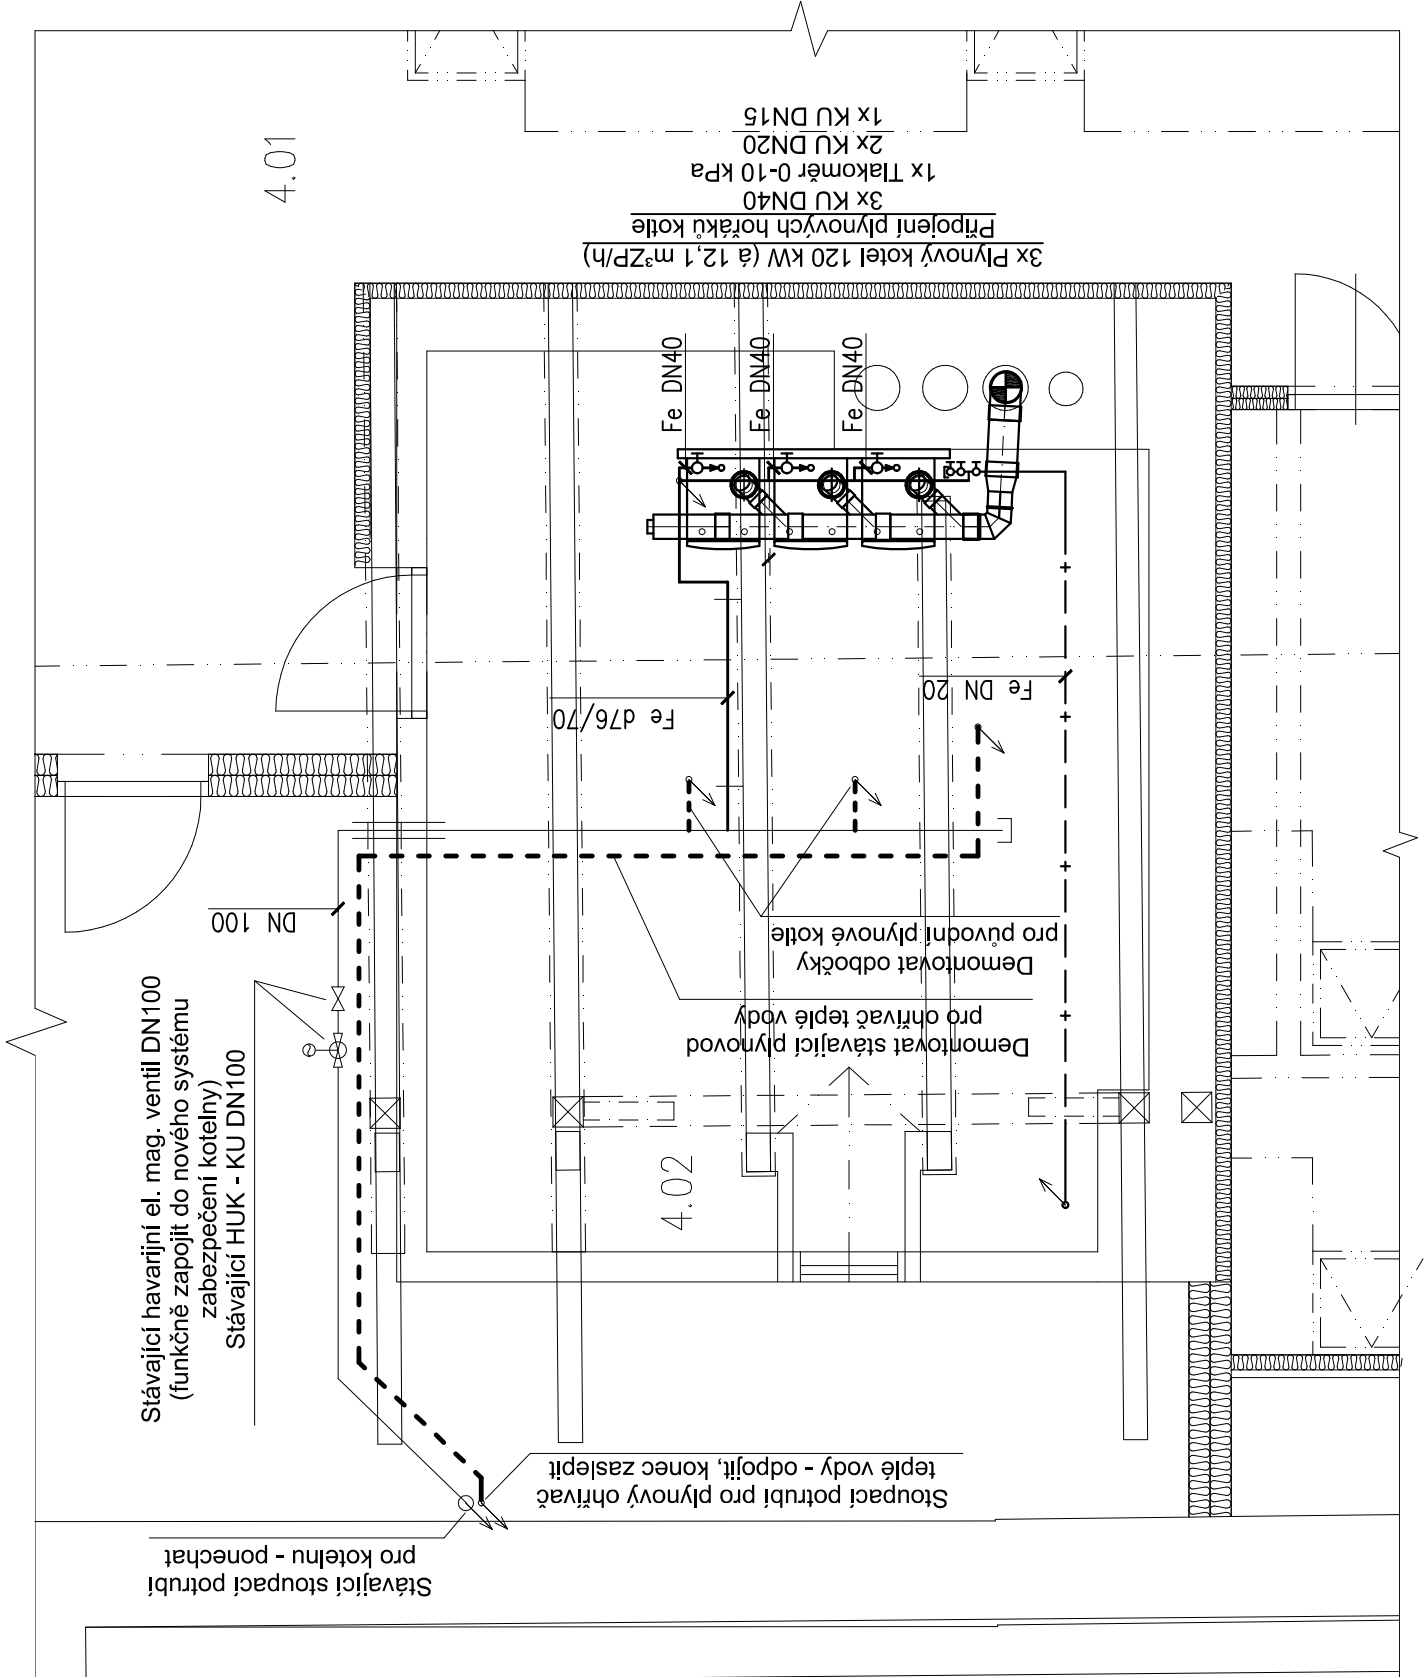 4.01
3x Plynový kotel 120 kW (á 12,1 m³ZP/h)
Připojení plynových hořáků kotle
3x KU DN40
1x Tlakoměr 0-10 kPa
2x KU DN20
1x KU DN15
Fe DN40
Fe DN40
Fe DN40
Fe d76/70
Fe DN 20
DN 100
Demontovat odbočky
pro původní plynové kotle
Demontovat stávající plynovod
pro ohřívač teplé vody
Stávající havarijní el. mag. ventil DN100
(funkčně zapojit do nového systému
zabezpečení kotelny)
Stávající HUK - KU DN100
4.02
Stoupací potrubí pro plynový ohřívač
teplé vody - odpojit, konec zaslepit
Stávající stoupací potrubí
pro kotelnu - ponechat